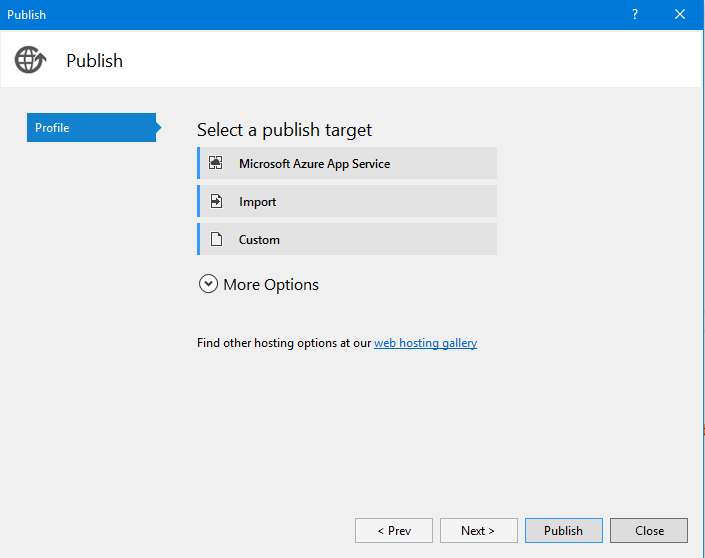 Publish
?
Publish
Profile
Select a publish target
Microsoft Azure App Service
Import
Custom
More Options
Find other hosting options at our web hosting gallery
< Prev
Next >
Publish
Close